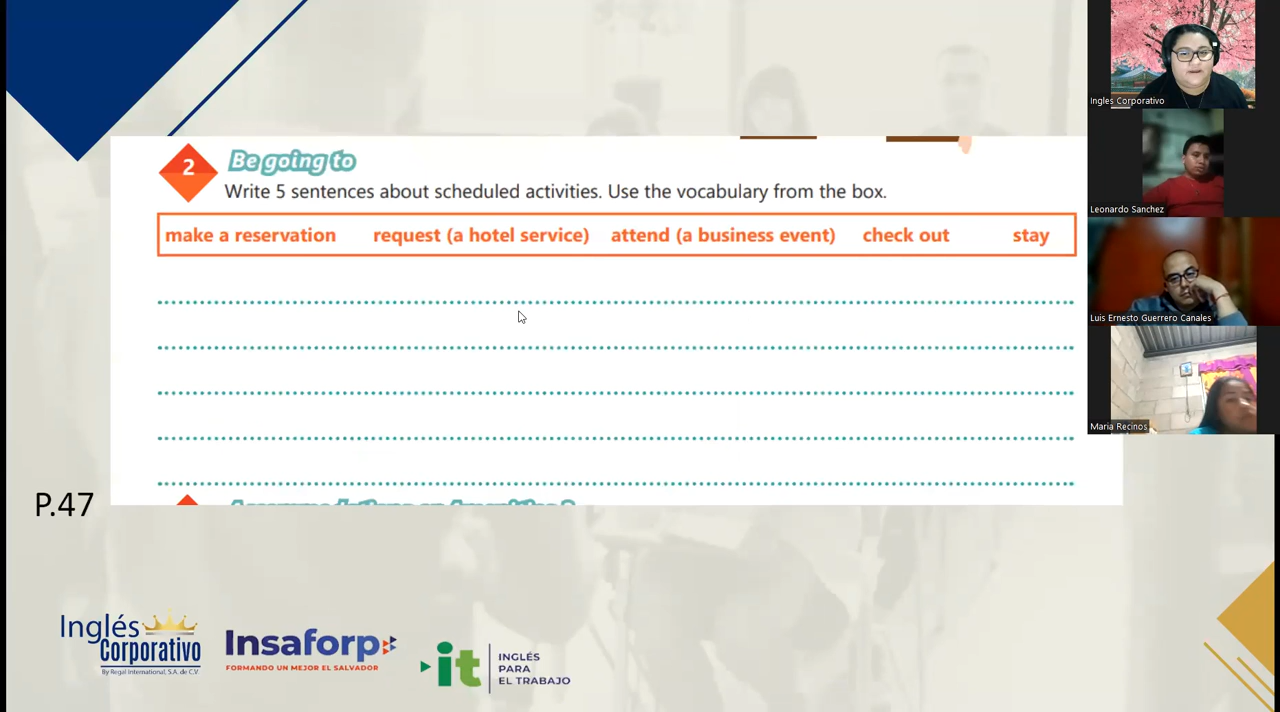 2
Be going to
Write 5 sentences about scheduled activities. Use the vocabulary from the box.
make a reservation request (a hotel service) attend (a business event) check out stay
P.47
Inglés
Corporativo
By Regal International, S.A. de C.V.
Insaforp
FORMANDO UN MEJOR EL SALVADOR
it
INGLÉS
PARA
EL TRABAJO
Ingles Corporativo
Leonardo Sanchez
Luis Ernesto Guerrero Canales
Maria Recinos